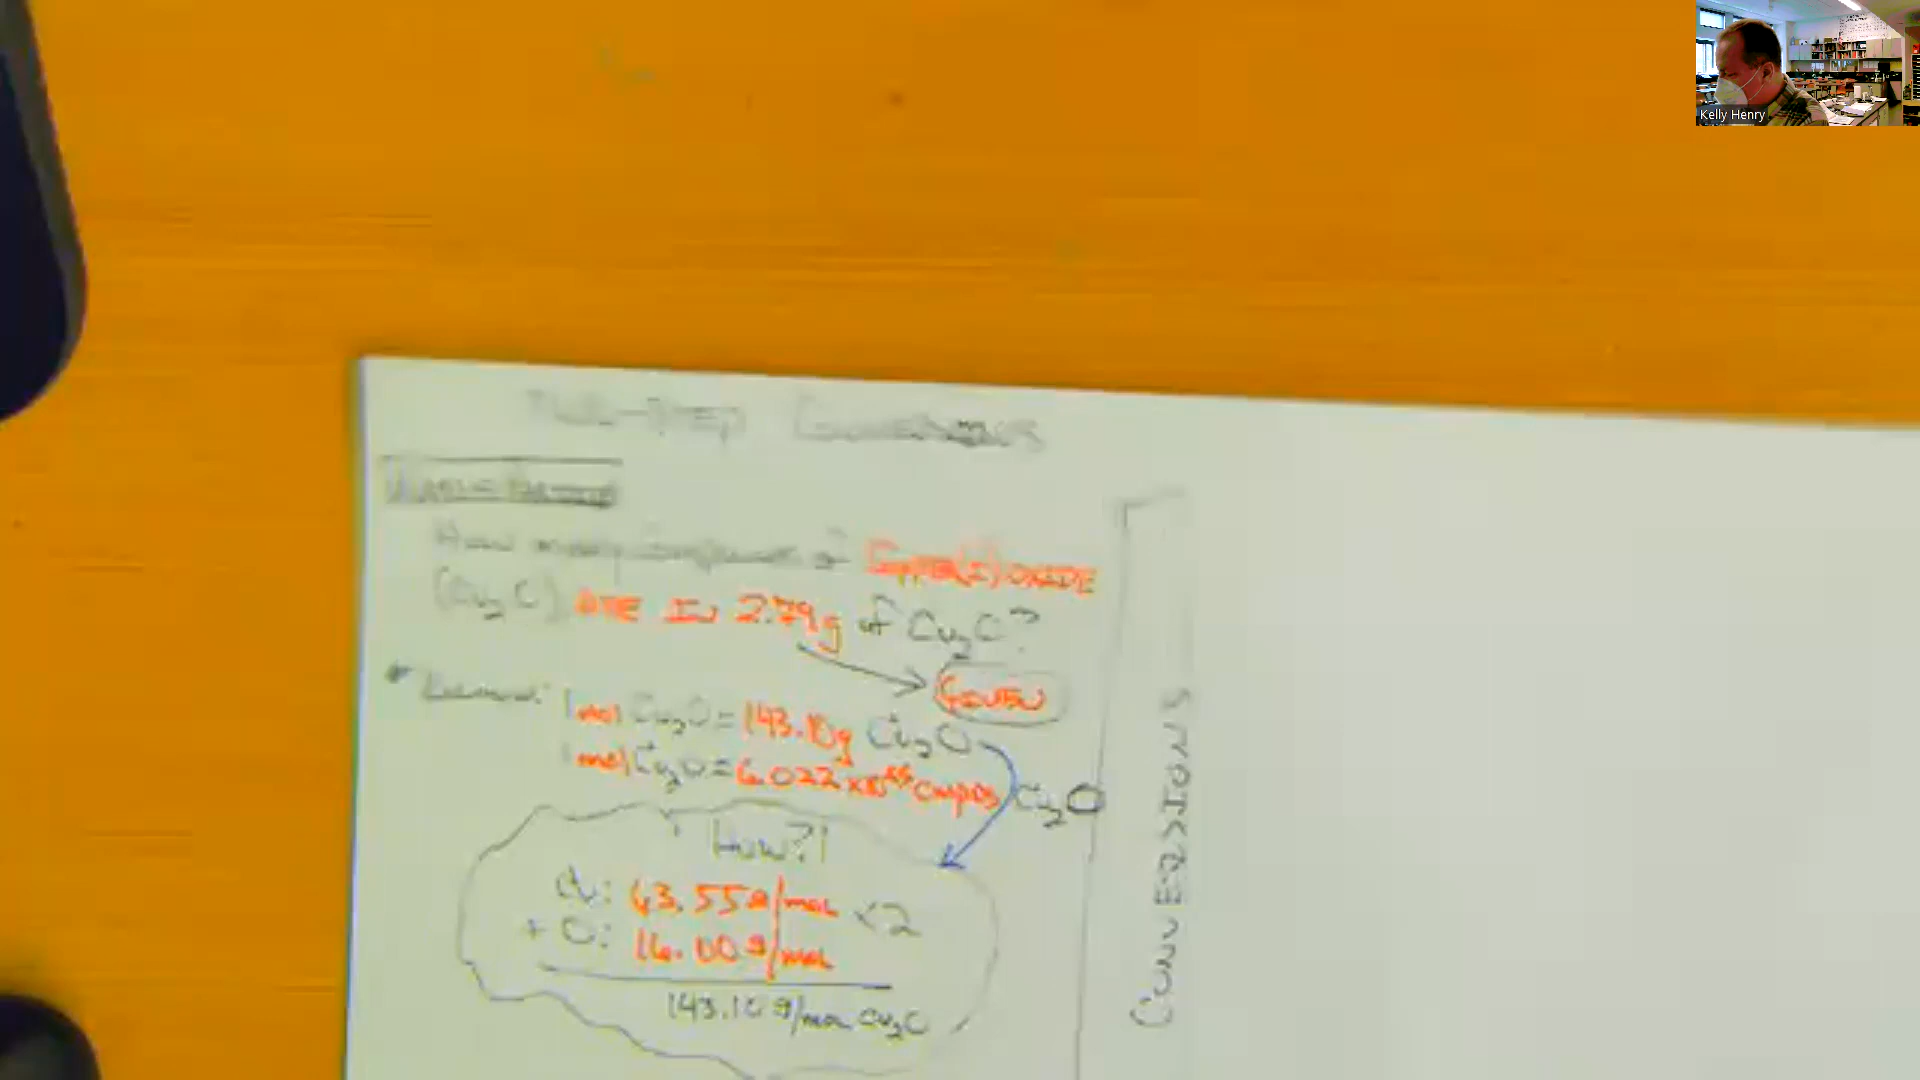 Kelly Henry
Two-Step Conversions
How many compounds of Copper(I) OXIDE
(Cu₂O) ARE IN 2.79g of Cu₂O?
GIVEN
1 mol Cu₂O = 143.10g Cu₂O
1 mol Cu₂O = 6.022x10²³ cmpds Cu₂O
How?!
Cu: 63.55g/mol x2
+ O: 16.00g/mol
143.10g/mol Cu₂O
CONVERSIONS